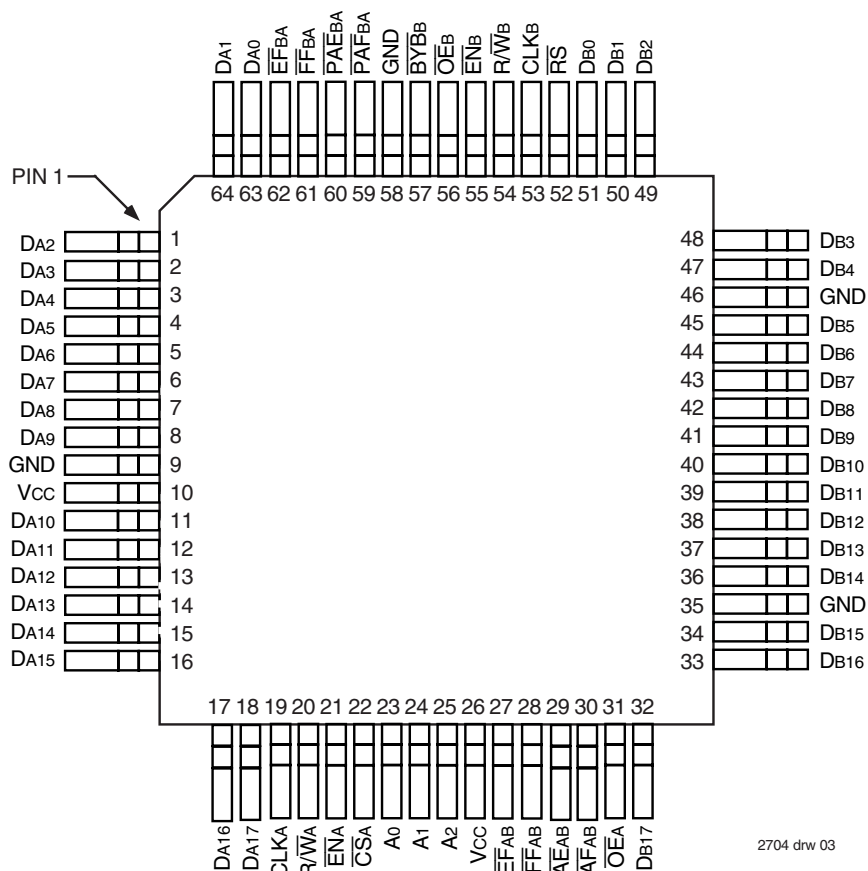 DA1
DA0
EFBA
FFBA
PAEBA
PAFBA
GND
BYBB
OEB
ENB
R/WB
CLKB
RS
DB0
DB1
DB2
PIN 1
64 63 62 61 60 59 58 57 56 55 54 53 52 51 50 49
DA2 1
DA3 2
DA4 3
DA5 4
DA6 5
DA7 6
DA8 7
DA9 8
GND 9
VCC 10
DA10 11
DA11 12
DA12 13
DA13 14
DA14 15
DA15 16
48 DB3
47 DB4
46 GND
45 DB5
44 DB6
43 DB7
42 DB8
41 DB9
40 DB10
39 DB11
38 DB12
37 DB13
36 DB14
35 GND
34 DB15
33 DB16
17 18 19 20 21 22 23 24 25 26 27 28 29 30 31 32
DA16
DA17
CLKA
R/WA
ENA
CSA
A0
A1
A2
VCC
EFAB
FFAB
AEAB
AFAB
OEA
DB17
2704 drw 03